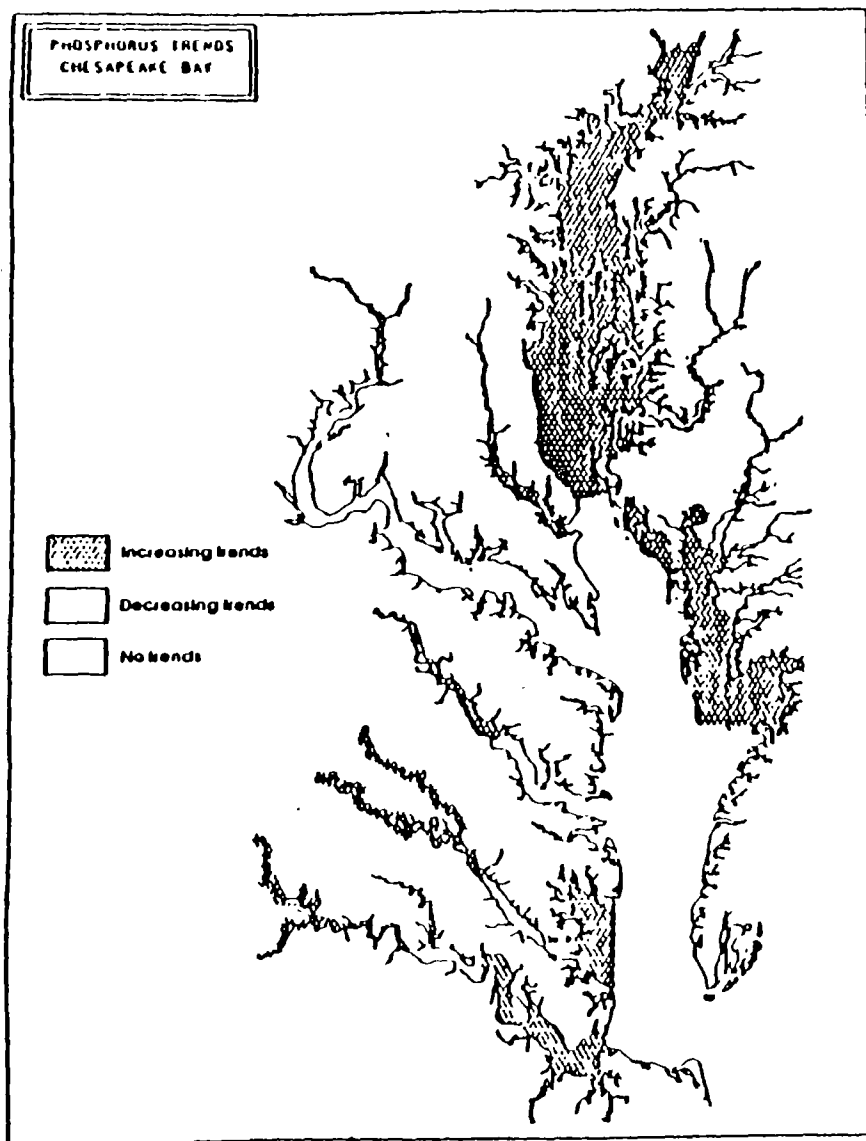 PHOSPHORUS TRENDS
CHESAPEAKE BAY
Increasing trends
Decreasing trends
No trends